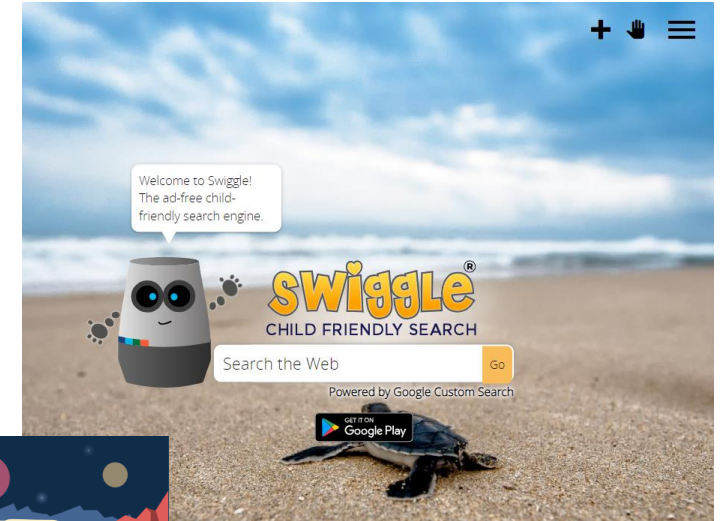 Welcome to Swiggle!
The ad-free child-
friendly search engine.
SWiggLe®
CHILD FRIENDLY SEARCH
Search the Web
Go
Powered by Google Custom Search
GET IT ON
Google Play